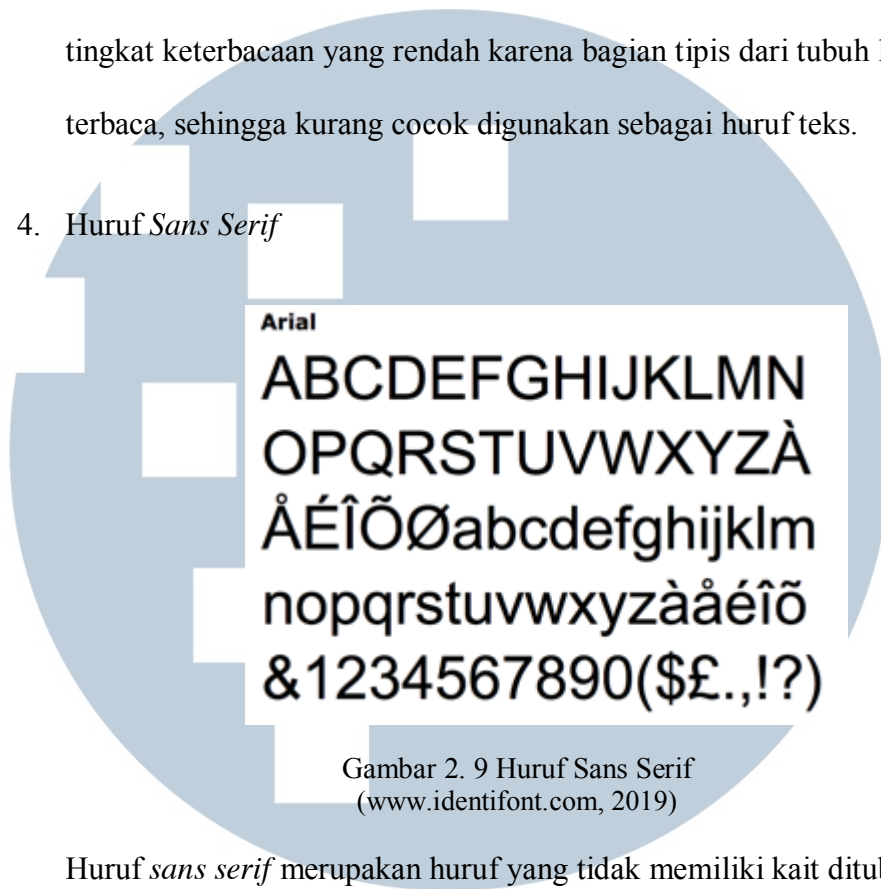 tingkat keterbacaan yang rendah karena bagian tipis dari tubuh
terbaca, sehingga kurang cocok digunakan sebagai huruf teks.
4. Huruf Sans Serif
Arial
ABCDEFGHIJKLMN
OPQRSTUVWXYZÀ
ÅÉÎÕØabcdefghijklm
nopqrstuvwxyzàåéîõ
&1234567890($£.,!?)
Gambar 2. 9 Huruf Sans Serif
(www.identifont.com, 2019)
Huruf sans serif merupakan huruf yang tidak memiliki kait